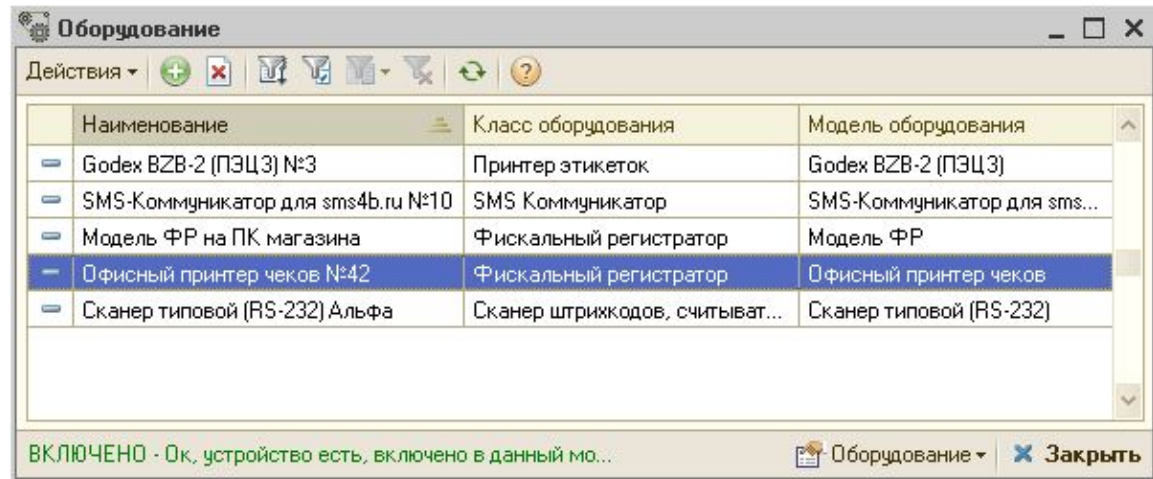 Оборудование
Действия
Наименование Класс оборудования Модель оборудования
Godex BZB-2 (ПЭЦЗ) №3 Принтер этикеток Godex BZB-2 (ПЭЦЗ)
SMS-Коммуникатор для sms4b.ru №10 SMS Коммуникатор SMS-Коммуникатор для sms...
Модель ФР на ПК магазина Фискальный регистратор Модель ФР
Офисный принтер чеков №42 Фискальный регистратор Офисный принтер чеков
Сканер типовой (RS-232) Альфа Сканер штрихкодов, считыват... Сканер типовой (RS-232)
ВКЛЮЧЕНО - Ок, устройство есть, включено в данный мо... Оборудование Закрыть